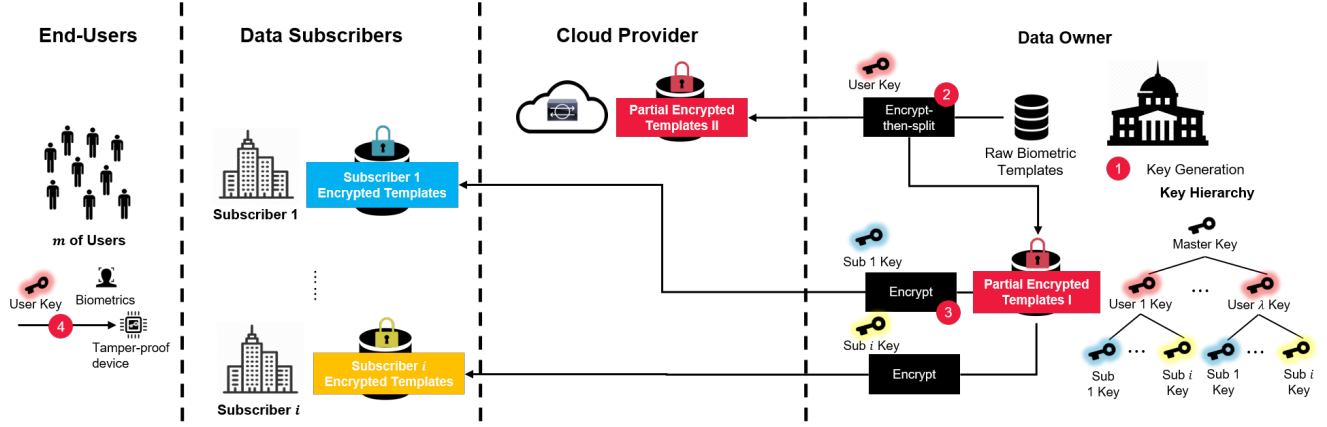 End-Users
Data Subscribers
Cloud Provider
Data Owner
m of Users
User Key
Biometrics
4
Tamper-proof
device
Subscriber 1
Subscriber 1
Encrypted Templates
Subscriber i
Subscriber i
Encrypted Templates
Partial Encrypted
Templates II
User Key
2
Encrypt-
then-split
Raw Biometric
Templates
1
Key Generation
Key Hierarchy
Sub 1 Key
Encrypt
3
Partial Encrypted
Templates I
Sub i Key
Encrypt
Master Key
User 1 Key
...
User λ Key
...
...
Sub
1 Key
Sub i
Key
Sub 1
Key
Sub i
Key